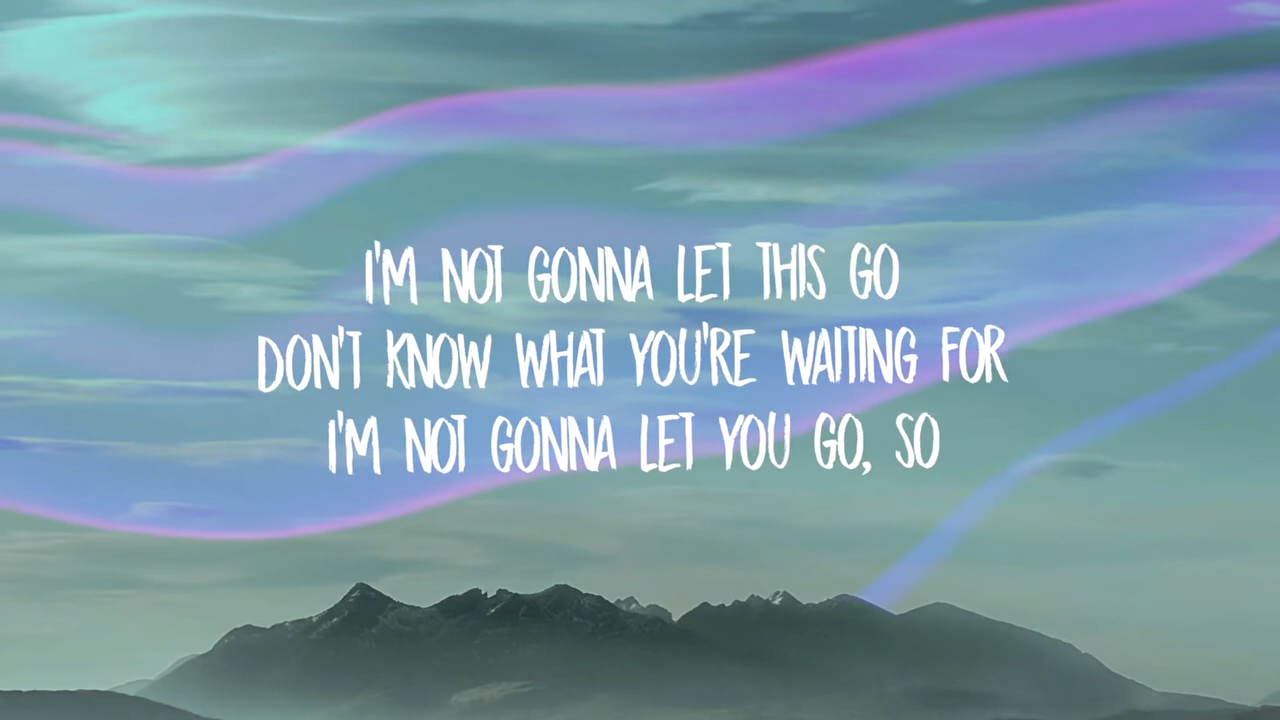 I'M NOT GONNA LET THIS GO
DON'T KNOW WHAT YOU'RE WAITING FOR
I'M NOT GONNA LET YOU GO, SO